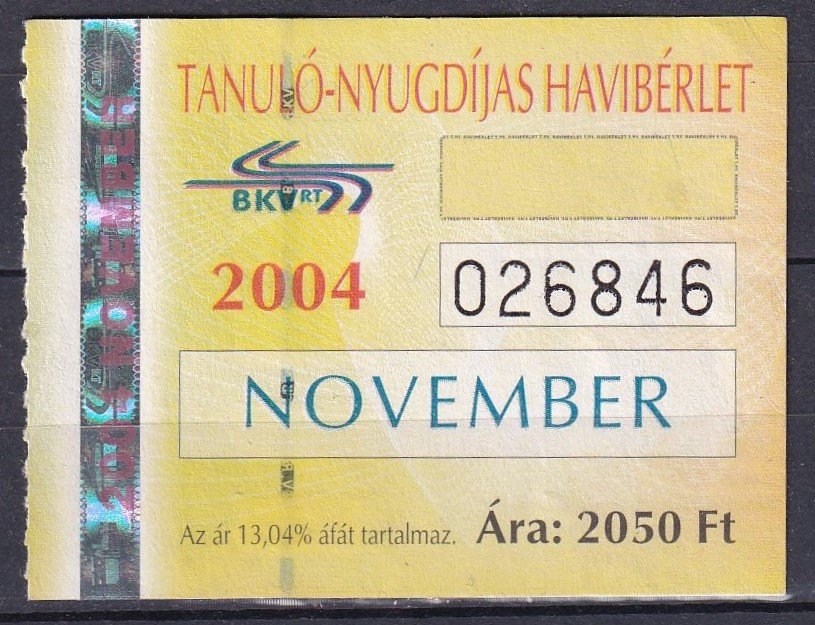 TANULÓ-NYUGDÍJAS HAVIBÉRLET
BKV RT
2004
026846
NOVEMBER
Az ár 13,04% áfát tartalmaz.
Ára: 2050 Ft